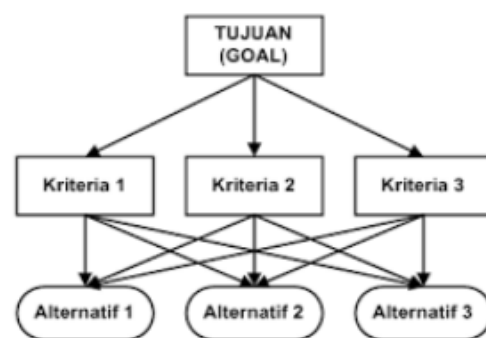 TUJUAN
(GOAL)
Kriteria 1
Kriteria 2
Kriteria 3
Alternatif 1
Alternatif 2
Alternatif 3